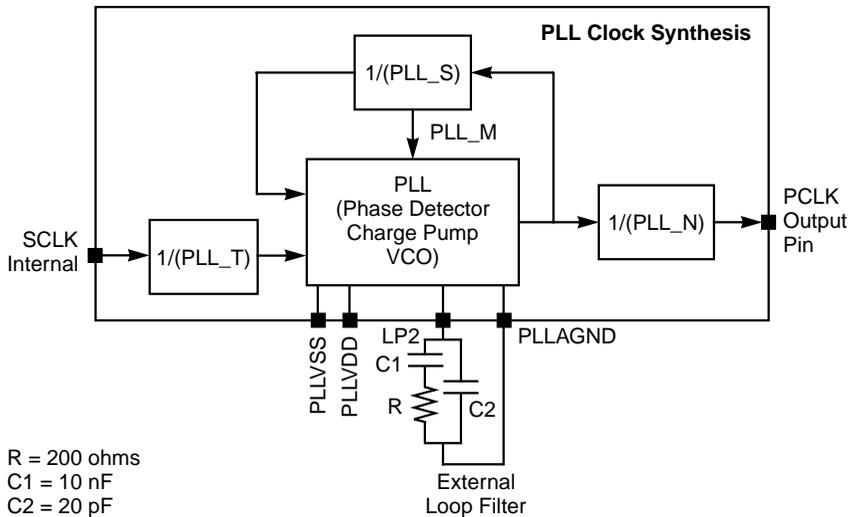 PLL Clock Synthesis
1/(PLL_S)
PLL_M
PLL
(Phase Detector
Charge Pump
VCO)
1/(PLL_N)
PCLK
Output
Pin
SCLK
Internal
1/(PLL_T)
PLLVSS
PLLVDD
LP2
PLLAGND
C1
R
C2
R = 200 ohms
C1 = 10 nF
C2 = 20 pF
External
Loop Filter